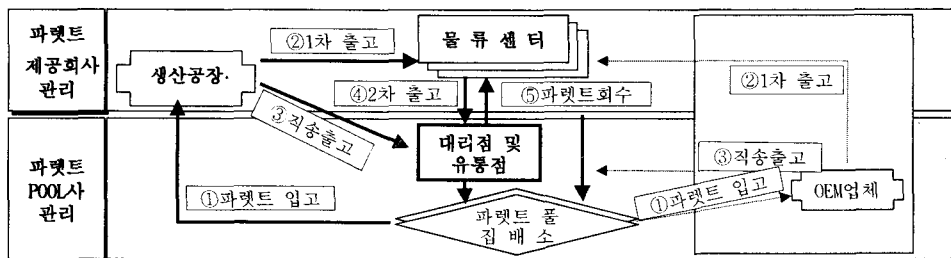 파렛트
제공회사
관리
생산공장.
②1차 출고
물류센터
④2차 출고
⑤파렛트회수
②1차 출고
③직송출고
파렛트
POOL사
관리
대리점 및
유통점
③직송출고
①파렛트 입고
파렛트 풀
집 배 소
①파렛트 입고
OEM업체